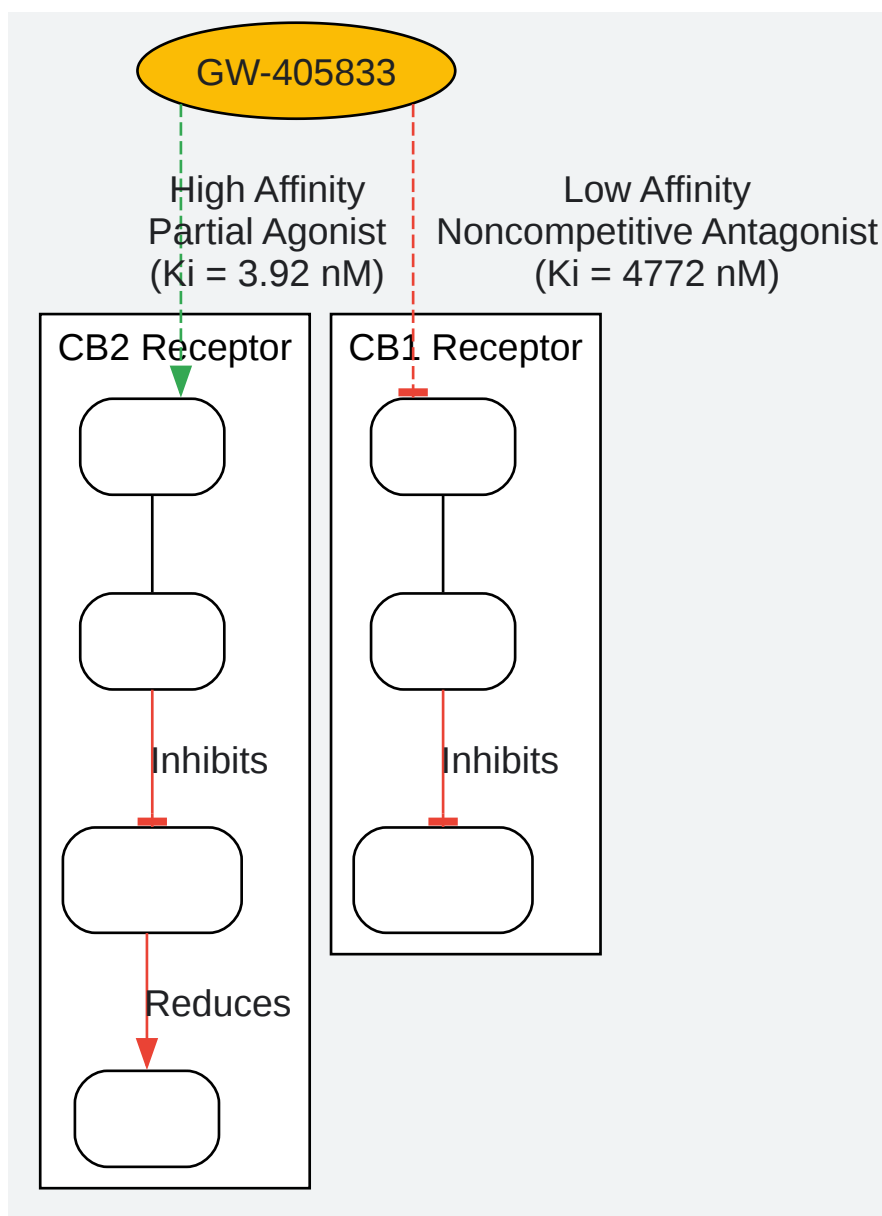 GW-405833
High Affinity
Partial Agonist
(Ki = 3.92 nM)
Low Affinity
Noncompetitive Antagonist
(Ki = 4772 nM)
CB2 Receptor
CB1 Receptor
Inhibits
Inhibits
Reduces